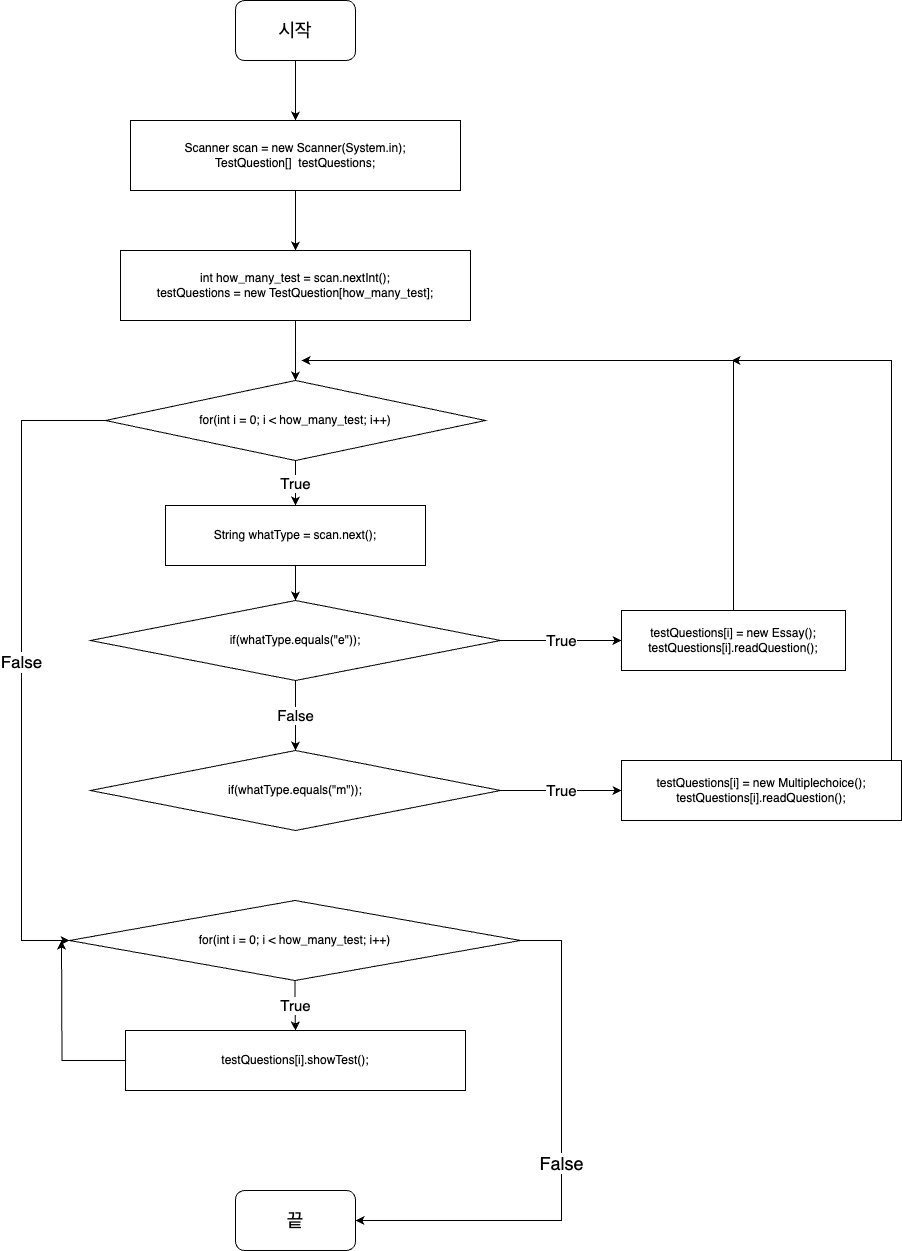 시작
Scanner scan = new Scanner(System.in);
TestQuestion[]  testQuestions;
int how_many_test = scan.nextInt();
testQuestions = new TestQuestion[how_many_test];
for(int i = 0; i < how_many_test; i++)
True
String whatType = scan.next();
if(whatType.equals("e"));
True
testQuestions[i] = new Essay();
testQuestions[i].readQuestion();
False
False
if(whatType.equals("m"));
True
testQuestions[i] = new Multiplechoice();
testQuestions[i].readQuestion();
for(int i = 0; i < how_many_test; i++)
True
testQuestions[i].showTest();
False
끝